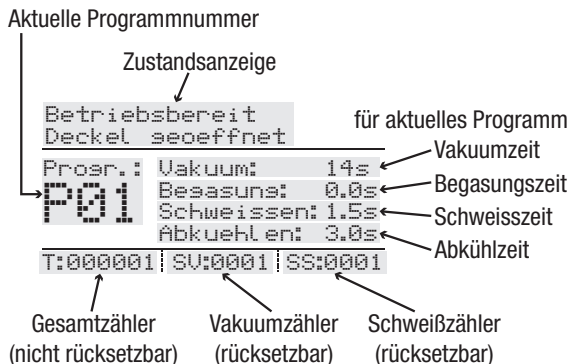 Aktuelle Programmnummer
Zustandsanzeige
Betriebsbereit
Deckel geoeffnet
für aktuelles Programm
Progr.:
P01
Vakuum: 14s
Vakuumzeit
Begasung: 0.0s
Begasungszeit
Schweissen: 1.5s
Schweisszeit
Abkuehlen: 3.0s
Abkühlzeit
T:000001 SV:0001 SS:0001
Gesamtzähler Vakuumzähler Schweißzähler
(nicht rücksetzbar) (rücksetzbar) (rücksetzbar)